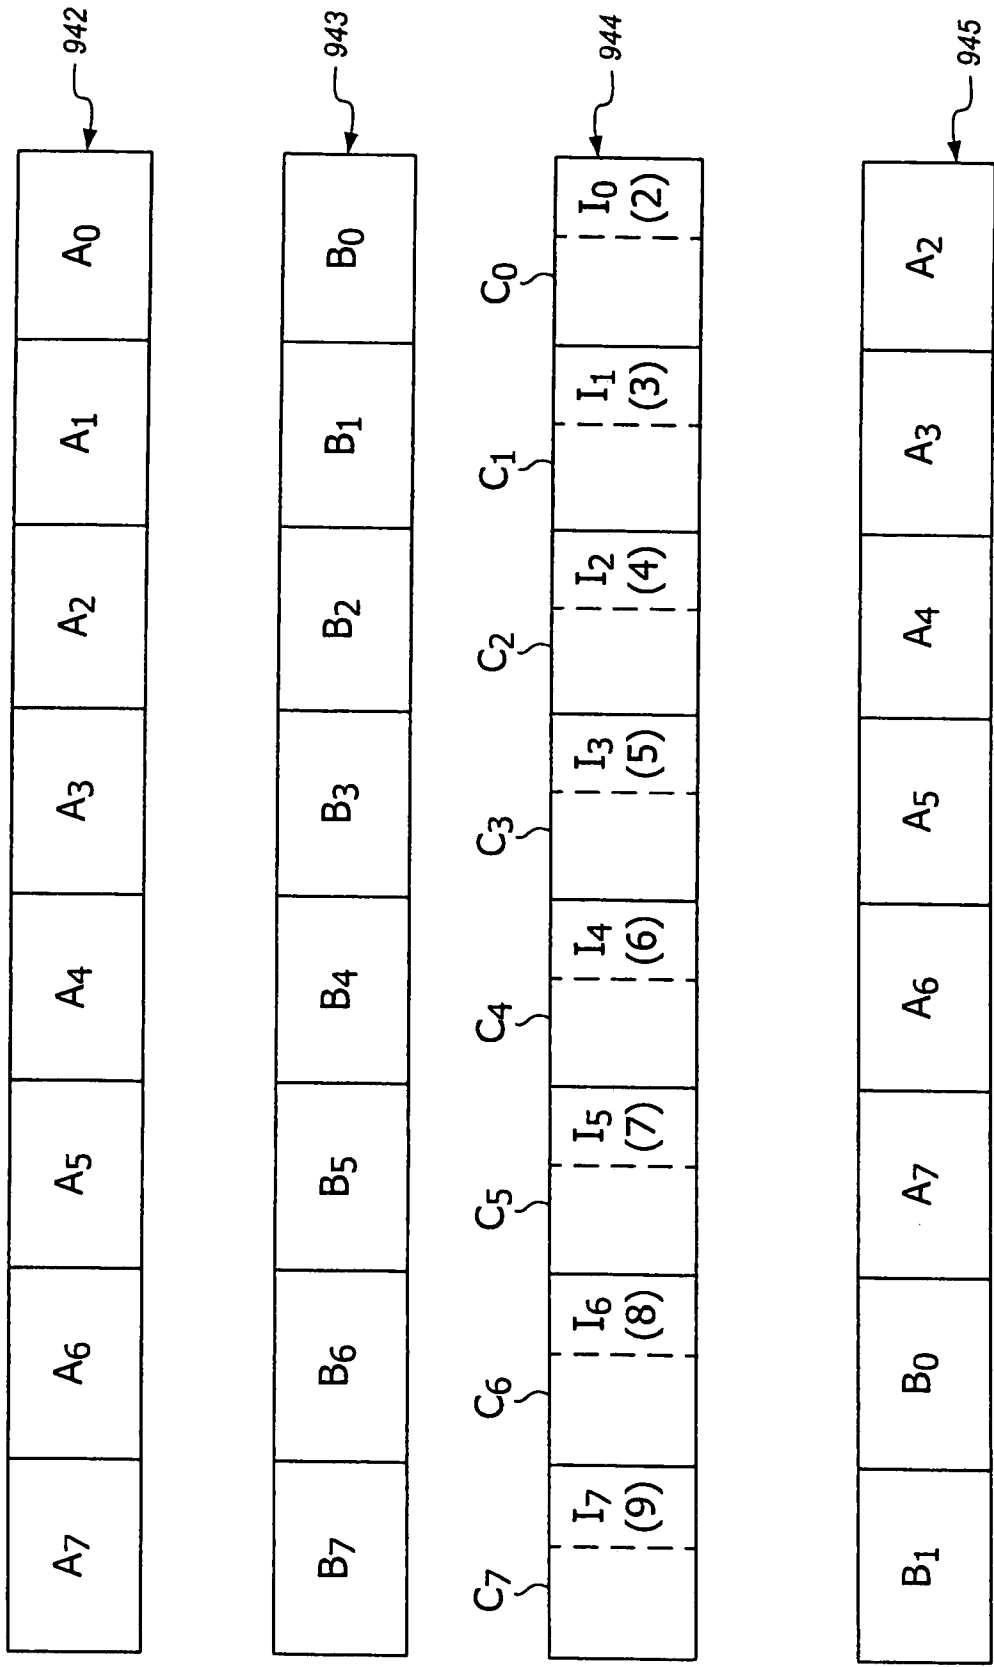 A7 A6 A5 A4 A3 A2 A1 A0 942
B7 B6 B5 B4 B3 B2 B1 B0 943
C7 C6 C5 C4 C3 C2 C1 C0
I7 I6 I5 I4 I3 I2 I1 I0 944
(9) (8) (7) (6) (5) (4) (3) (2)
B1 B0 A7 A6 A5 A4 A3 A2 945